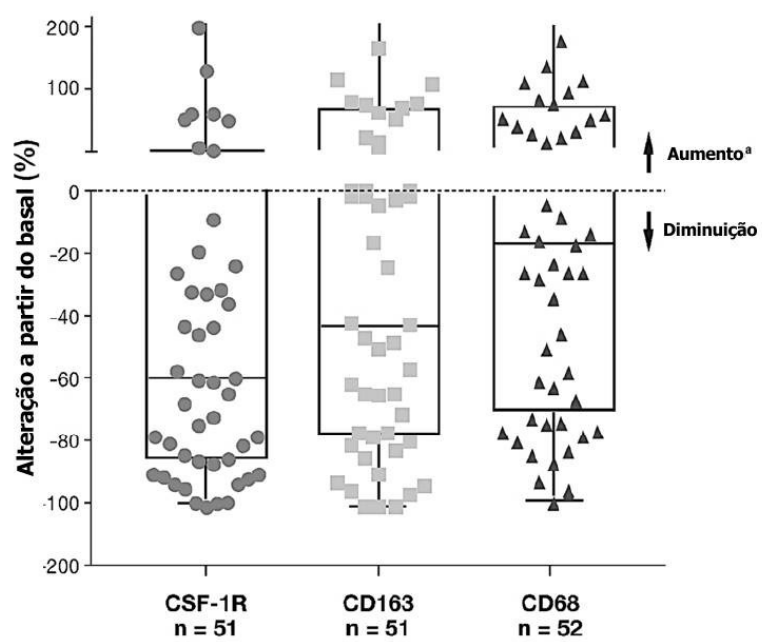 Alteração a partir do basal (%)
200
100
0
-20
-40
-60
-80
-100
-200
Aumentoª
Diminuição
CSF-1R
n = 51
CD163
n = 51
CD68
n = 52